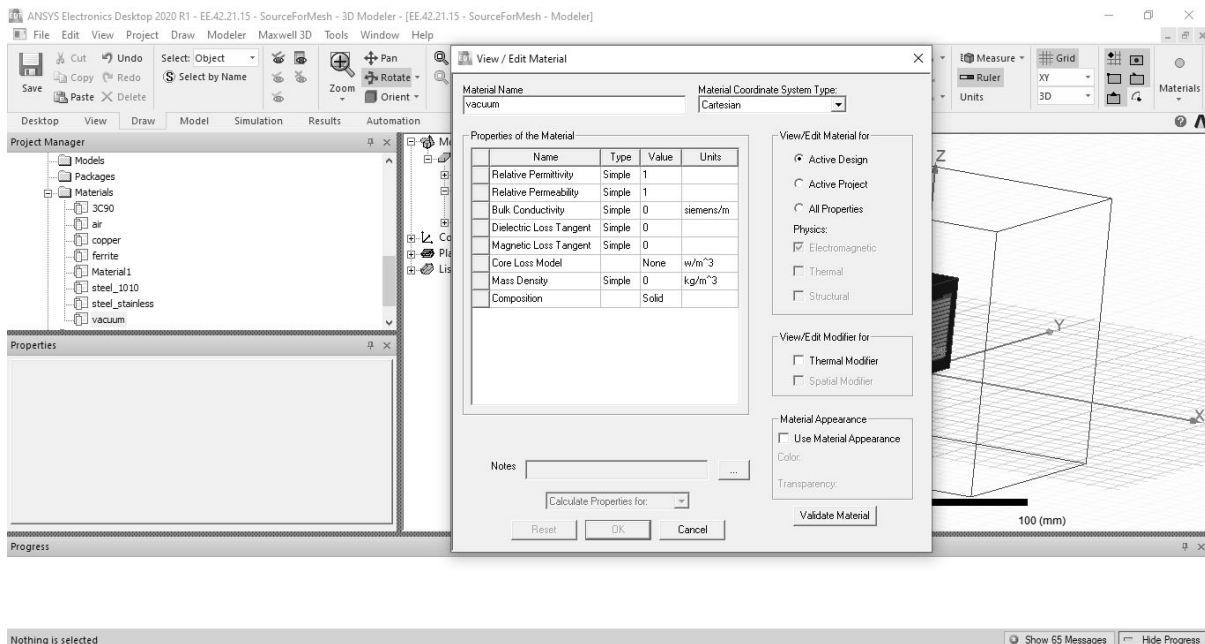 ANSYS Electronics Desktop 2020 R1 - EE.42.21.15 - SourceForMesh - 3D Modeler - [EE.42.21.15 - SourceForMesh - Modeler]
File Edit View Project Draw Modeler Maxwell 3D Tools Window Help
Save
Cut Undo
Copy Redo
Paste Delete
Select: Object
Select by Name
Zoom
Pan
Rotate
Orient
Measure
Ruler
Units
Grid
XY
3D
Materials
Desktop View Draw Model Simulation Results Automation
Project Manager
Models
Packages
Materials
3C90
air
copper
ferrite
Material1
steel_1010
steel_stainless
vacuum
Properties
Mo
Co
Pla
Lis
View / Edit Material
Material Name
vacuum
Material Coordinate System Type:
Cartesian
Properties of the Material
Name Type Value Units
Relative Permittivity Simple 1
Relative Permeability Simple 1
Bulk Conductivity Simple 0 siemens/m
Dielectric Loss Tangent Simple 0
Magnetic Loss Tangent Simple 0
Core Loss Model None w/m^3
Mass Density Simple 0 kg/m^3
Composition Solid
Notes
...
Calculate Properties for:
Reset OK Cancel
View/Edit Material for
Active Design
Active Project
All Properties
Physics:
Electromagnetic
Thermal
Structural
View/Edit Modifier for
Thermal Modifier
Spatial Modifier
Material Appearance
Use Material Appearance
Color:
Transparency:
Validate Material
Z
Y
X
100 (mm)
Progress
Nothing is selected
Show 65 Messages Hide Progress